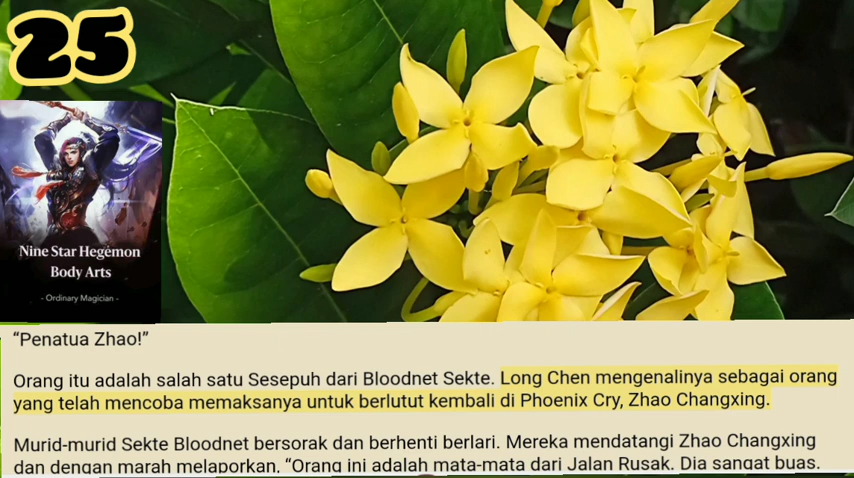 25
Nine Star Hegemon
Body Arts
- Ordinary Magician -
“Penatua Zhao!”
Orang itu adalah salah satu Sesepuh dari Bloodnet Sekte. Long Chen mengenalinya sebagai orang
yang telah mencoba memaksanya untuk berlutut kembali di Phoenix Cry, Zhao Changxing.
Murid-murid Sekte Bloodnet bersorak dan berhenti berlari. Mereka mendatangi Zhao Changxing
dan dengan marah melaporkan. “Orang ini adalah mata-mata dari Jalan Rusak. Dia sangat buas.